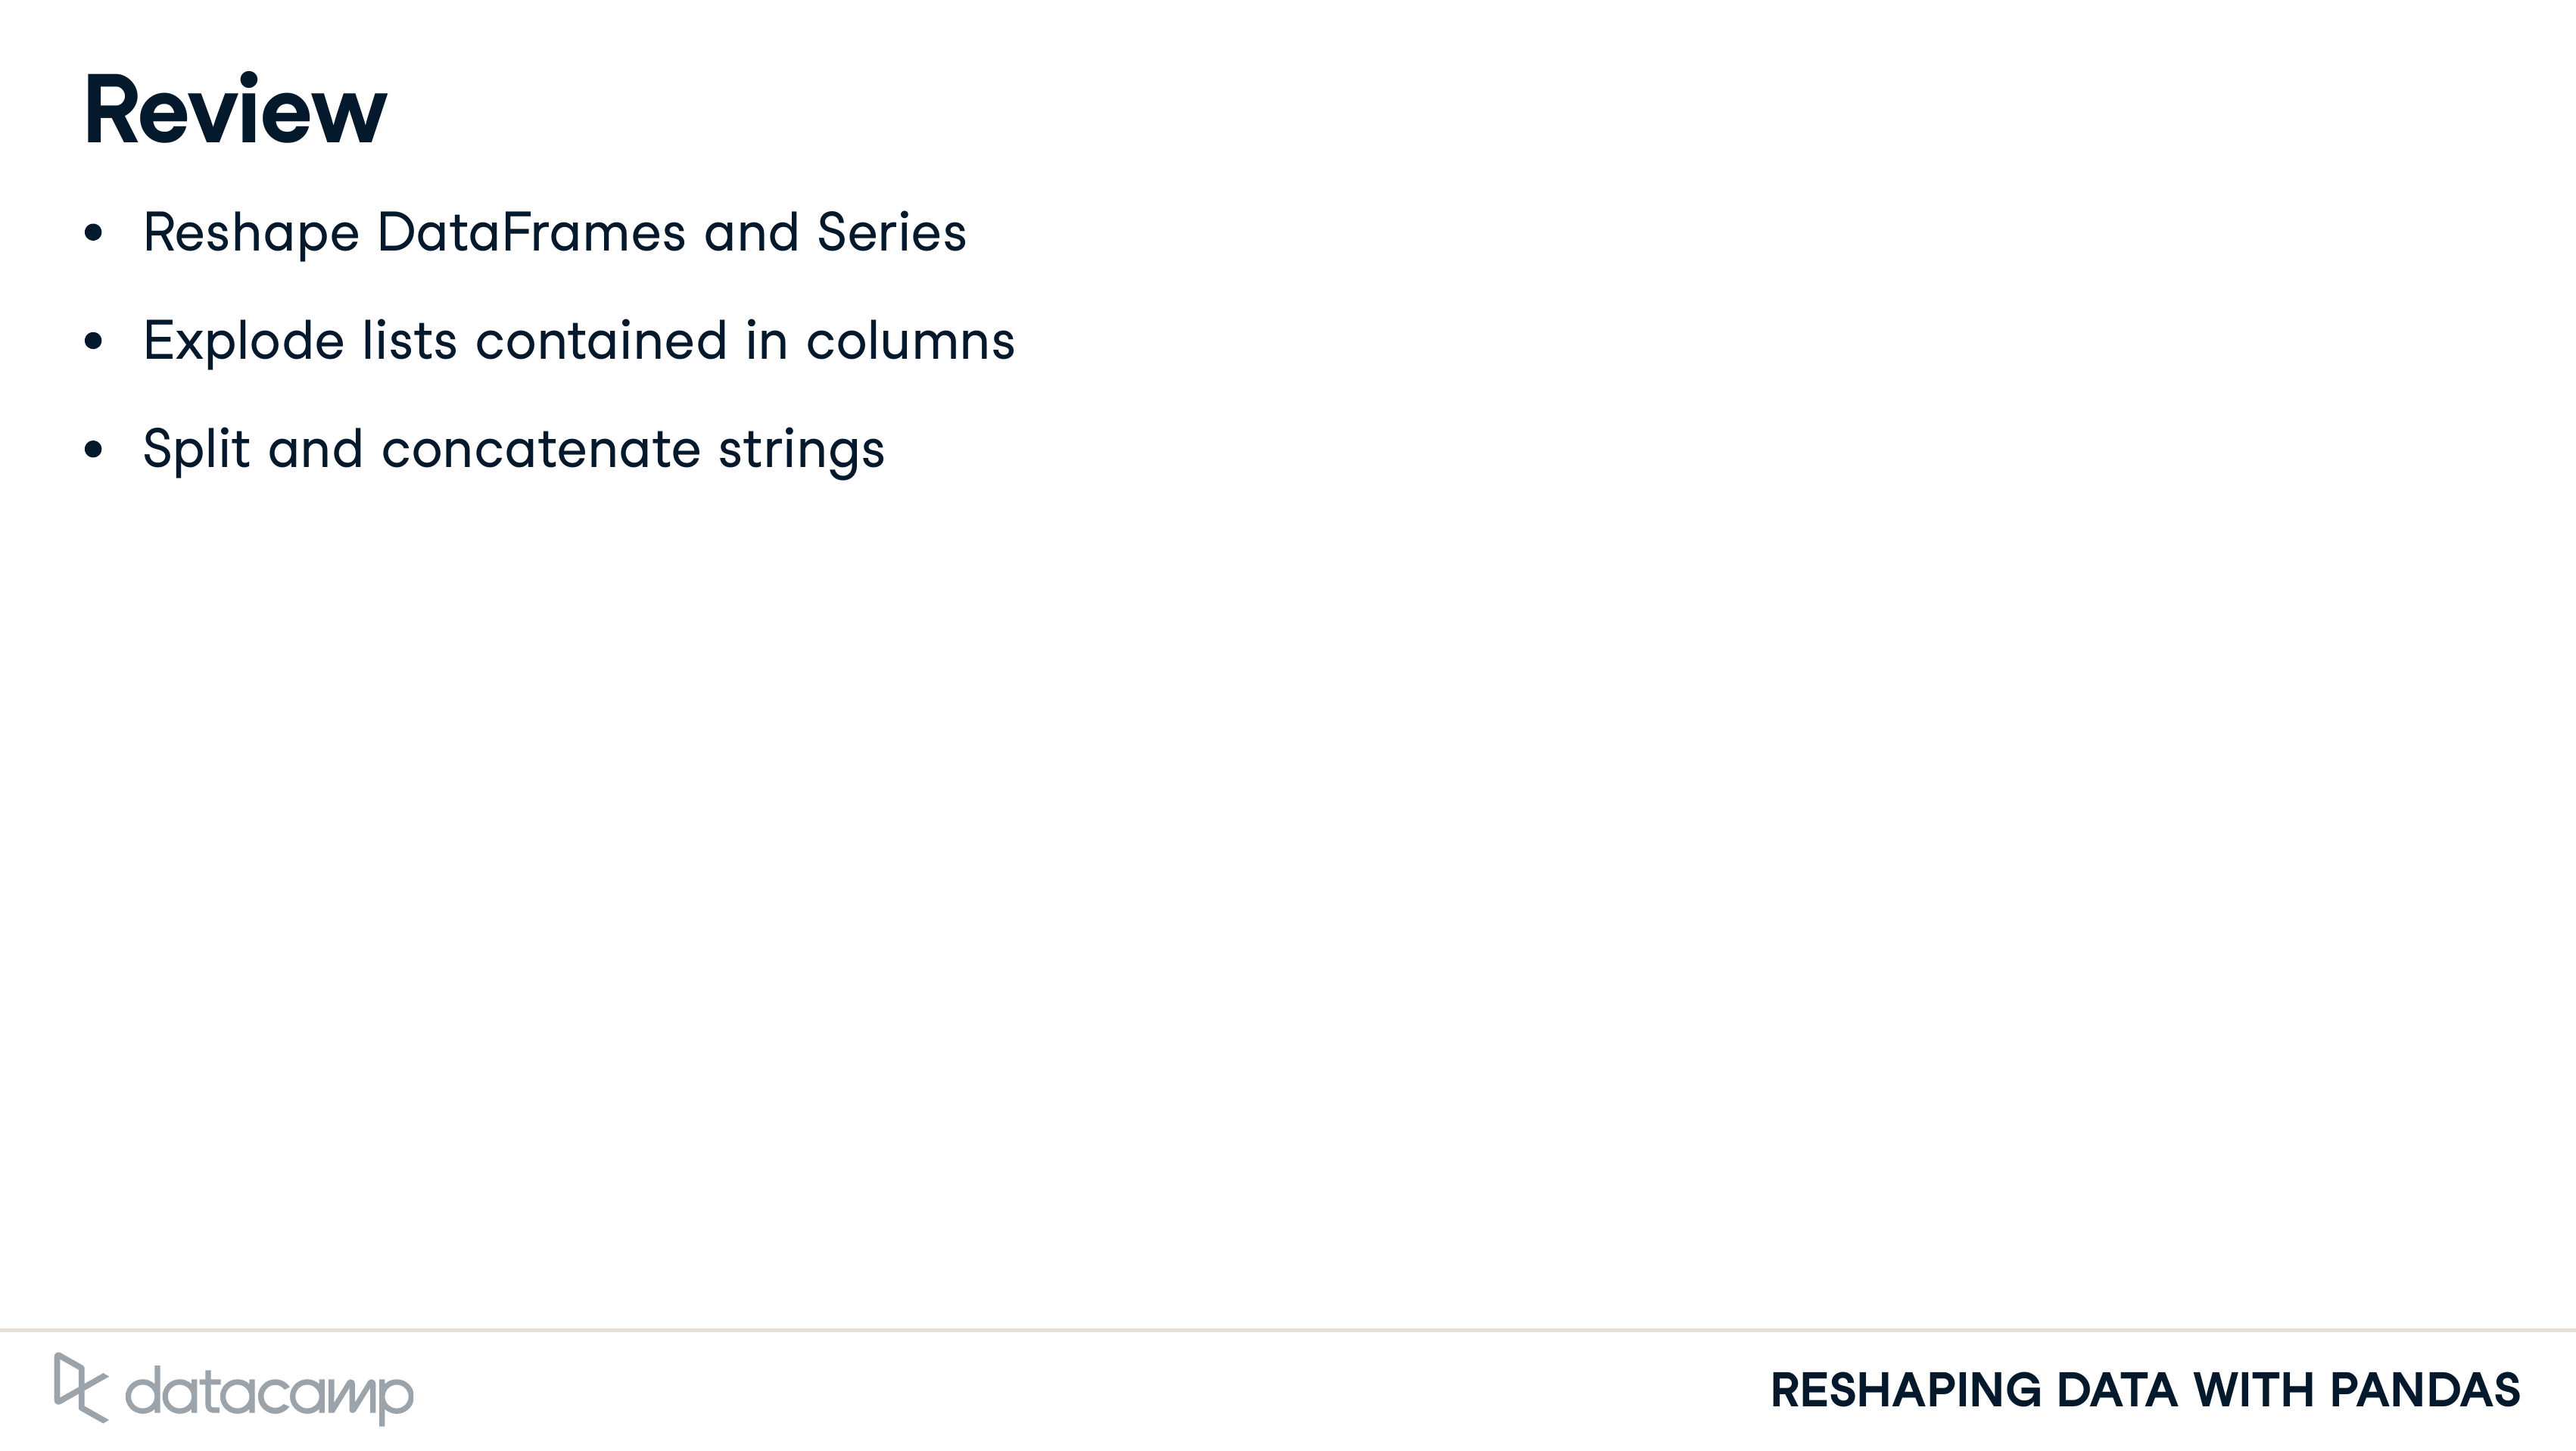 Review
• Reshape DataFrames and Series
• Explode lists contained in columns
• Split and concatenate strings
datacamp
RESHAPING DATA WITH PANDAS